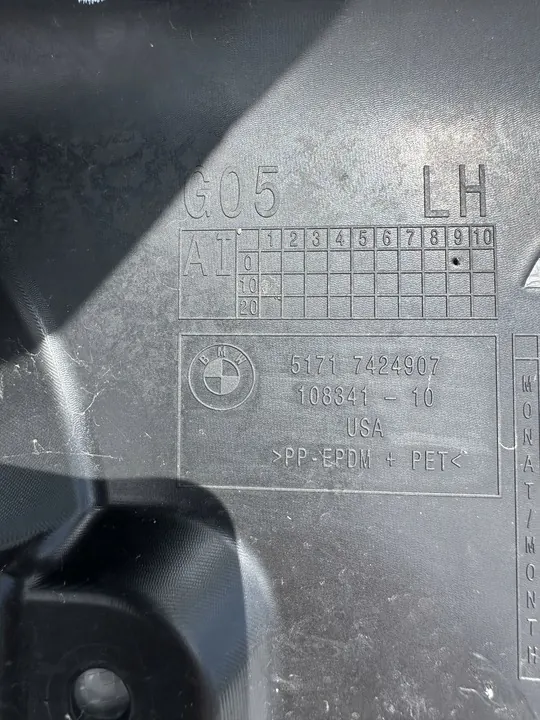 G05 LH
AI
1 2 3 4 5 6 7 8 9 10
0
10
20
BMW
5171 7424907
108341 - 10
USA
>PP-EPDM + PET<
MONAT/MONTH